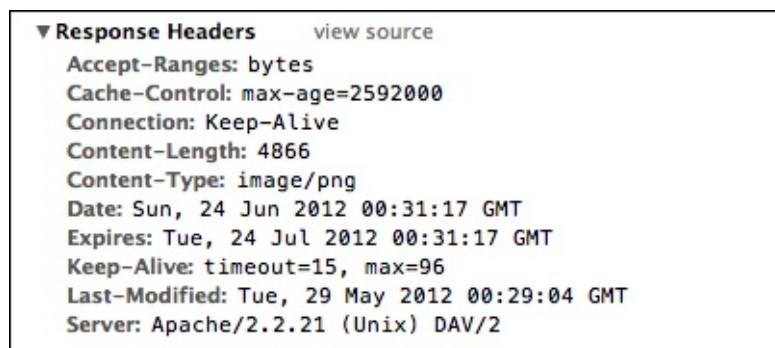 ▼ Response Headers view source
Accept-Ranges: bytes
Cache-Control: max-age=2592000
Connection: Keep-Alive
Content-Length: 4866
Content-Type: image/png
Date: Sun, 24 Jun 2012 00:31:17 GMT
Expires: Tue, 24 Jul 2012 00:31:17 GMT
Keep-Alive: timeout=15, max=96
Last-Modified: Tue, 29 May 2012 00:29:04 GMT
Server: Apache/2.2.21 (Unix) DAV/2